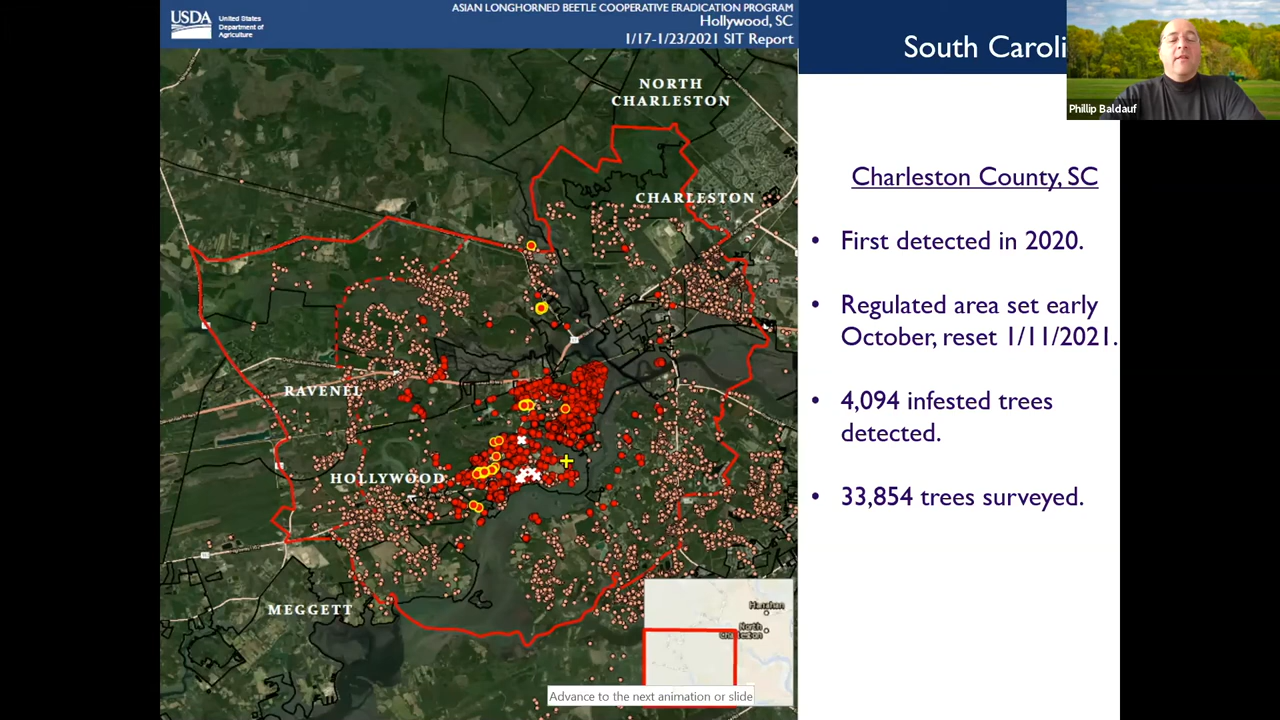 USDA
United States
Department of
Agriculture
ASIAN LONGHORNED BEETLE COOPERATIVE ERADICATION PROGRAM
Hollywood, SC
1/17-1/23/2021 SIT Report
South Caroli
Phillip Baldauf
NORTH
CHARLESTON
CHARLESTON
RAVENEL
HOLLYWOOD
MEGGETT
Hanahan
North
Charleston
Advance to the next animation or slide
Charleston County, SC
• First detected in 2020.
• Regulated area set early
October, reset 1/11/2021.
• 4,094 infested trees
detected.
• 33,854 trees surveyed.